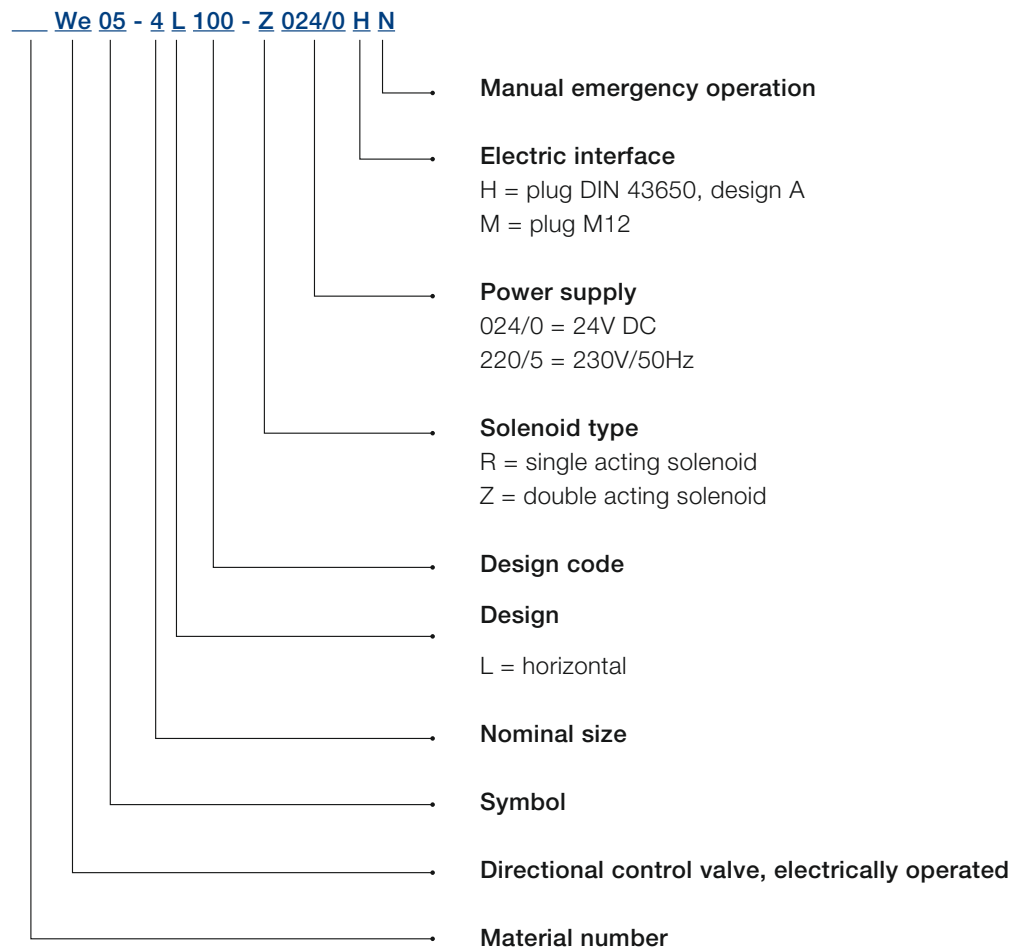 ___ We 05 - 4 L 100 - Z 024/0 H N
Manual emergency operation
Electric interface
H = plug DIN 43650, design A
M = plug M12
Power supply
024/0 = 24V DC
220/5 = 230V/50Hz
Solenoid type
R = single acting solenoid
Z = double acting solenoid
Design code
Design
L = horizontal
Nominal size
Symbol
Directional control valve, electrically operated
Material number